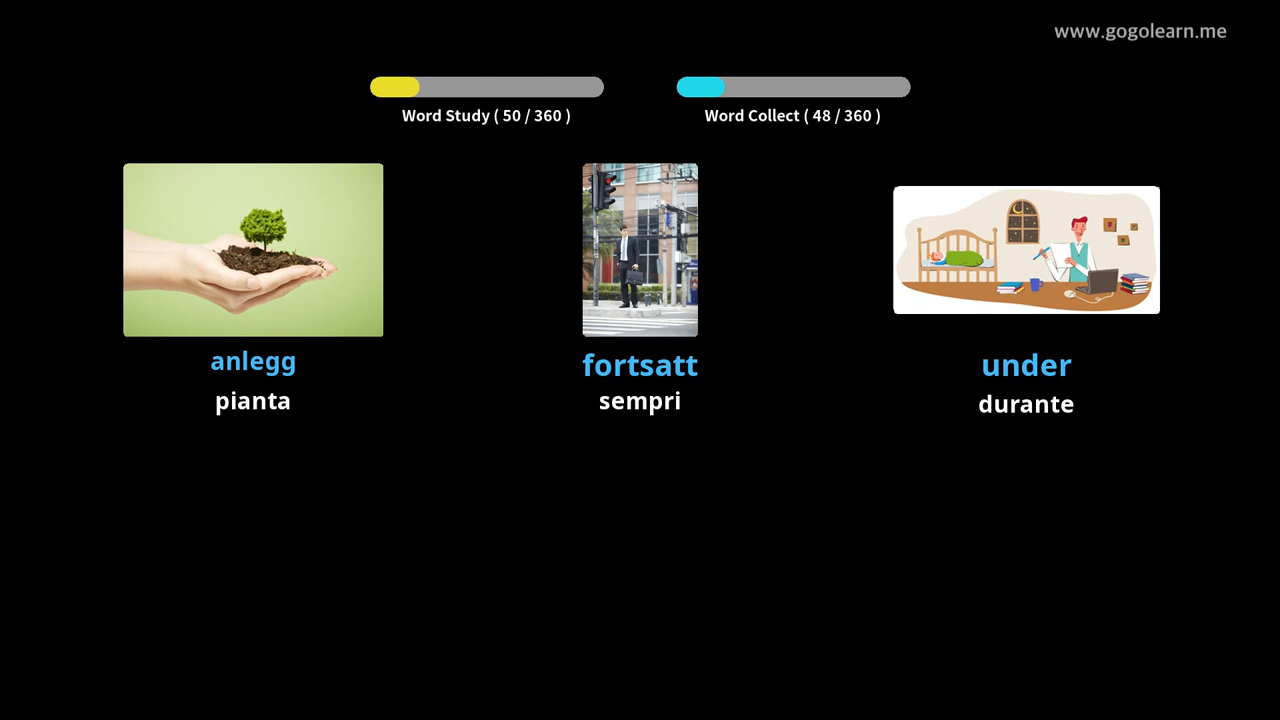 www.gogolearn.me
Word Study ( 50 / 360 )
Word Collect ( 48 / 360 )
anlegg
pianta
fortsatt
sempri
under
durante